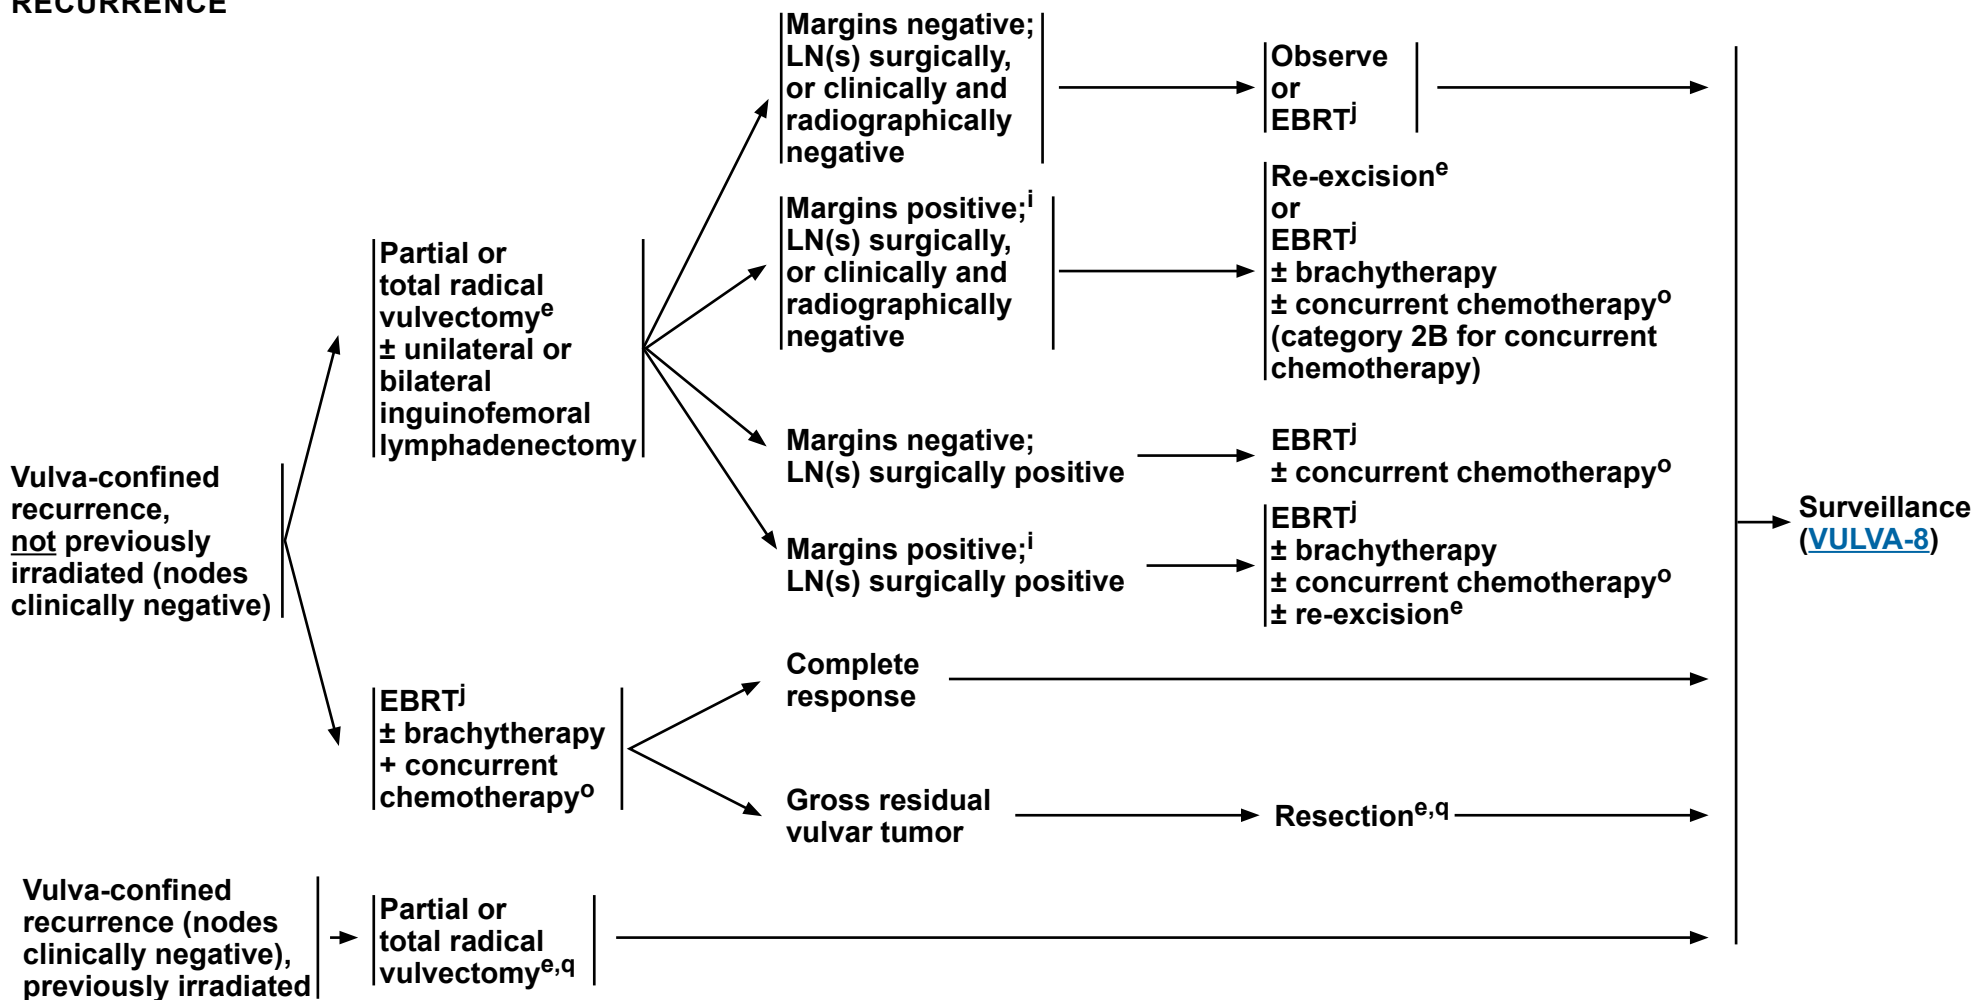 RECURRENCE
Vulva-confined
recurrence,
not previously
irradiated (nodes
clinically negative)
Partial or
total radical
vulvectomyᵉ
± unilateral or
bilateral
inguinofemoral
lymphadenectomy
Margins negative;
LN(s) surgically,
or clinically and
radiographically
negative
Observe
or
EBRTʲ
Margins positive;ⁱ
LN(s) surgically,
or clinically and
radiographically
negative
Re-excisionᵉ
or
EBRTʲ
± brachytherapy
± concurrent chemotherapyᵒ
(category 2B for concurrent
chemotherapy)
Margins negative;
LN(s) surgically positive
EBRTʲ
± concurrent chemotherapyᵒ
Margins positive;ⁱ
LN(s) surgically positive
EBRTʲ
± brachytherapy
± concurrent chemotherapyᵒ
± re-excisionᵉ
EBRTʲ
± brachytherapy
+ concurrent
chemotherapyᵒ
Complete
response
Gross residual
vulvar tumor
Resectionᵉ,q
Vulva-confined
recurrence (nodes
clinically negative),
previously irradiated
Partial or
total radical
vulvectomyᵉ,q
Surveillance
(VULVA-8)